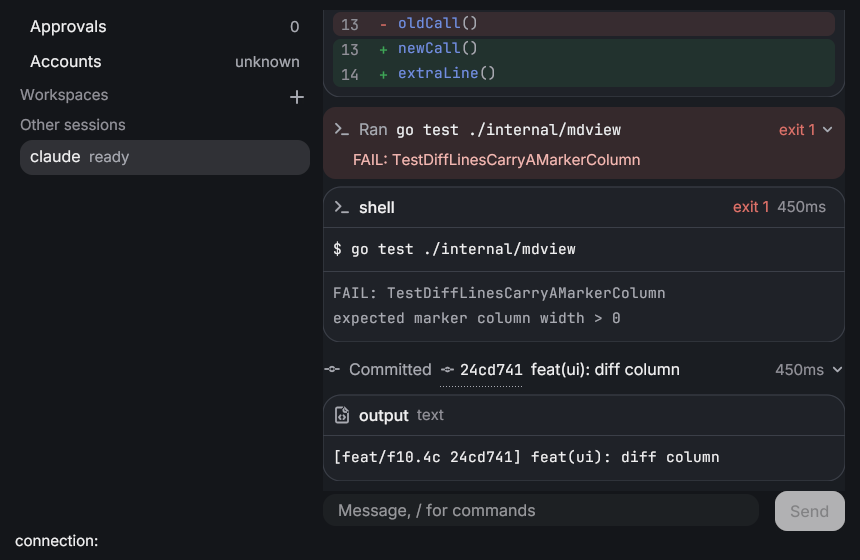 Approvals 0
Accounts unknown
Workspaces +
Other sessions
claude ready
connection:
13 - oldCall()
13 + newCall()
14 + extraLine()
Ran go test ./internal/mdview exit 1
FAIL: TestDiffLinesCarryAMarkerColumn
shell exit 1 450ms
$ go test ./internal/mdview
FAIL: TestDiffLinesCarryAMarkerColumn
expected marker column width > 0
Committed 24cd741 feat(ui): diff column 450ms
output text
[feat/f10.4c 24cd741] feat(ui): diff column
Message, / for commands Send